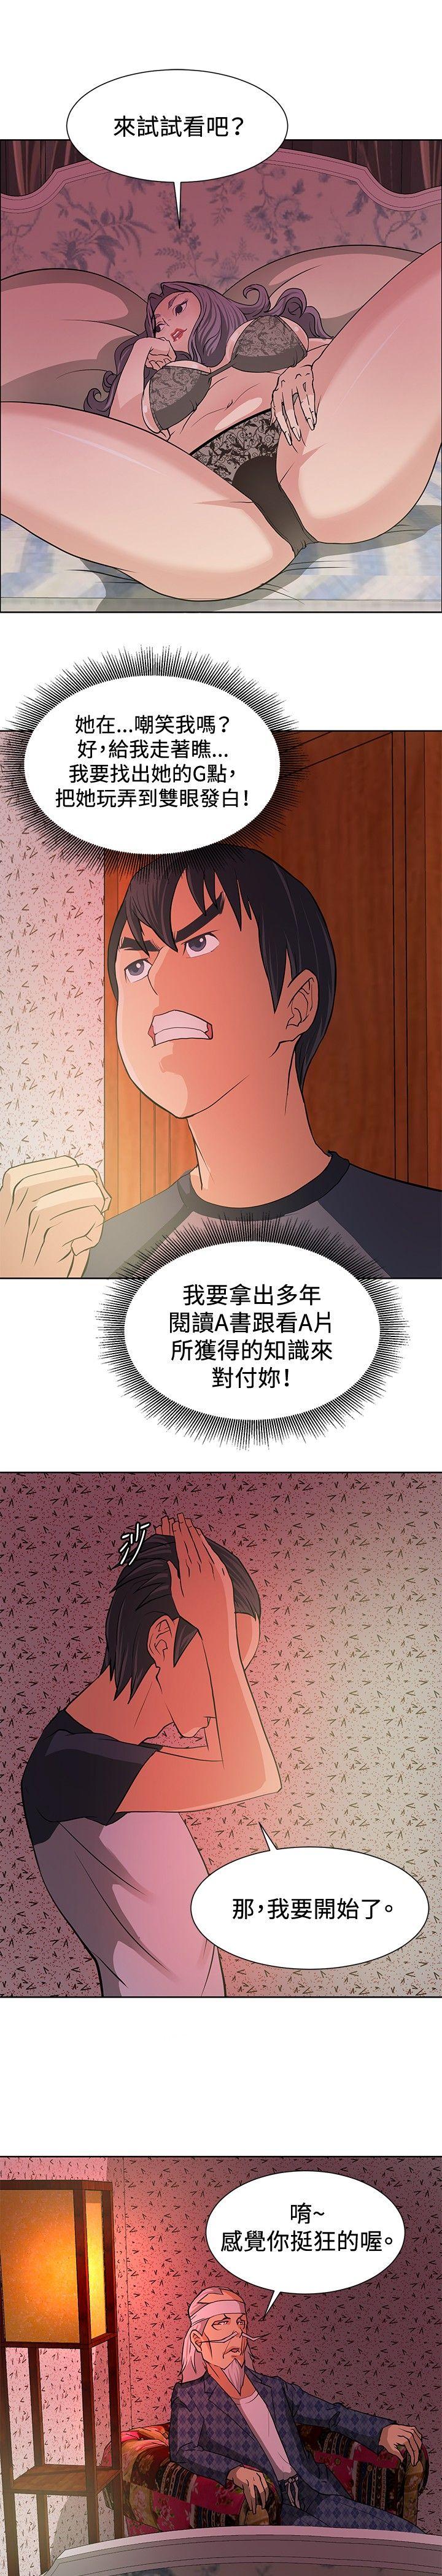 來試試看吧？
她在…嘲笑我嗎？
好，給我走著瞧…
我要找出她的G點，
把她玩弄到雙眼發白！
我要拿出多年
閱讀A書跟看A片
所獲得的知識來
對付妳！
沙
那，我要開始了。
唷~
感覺你挺狂的喔。